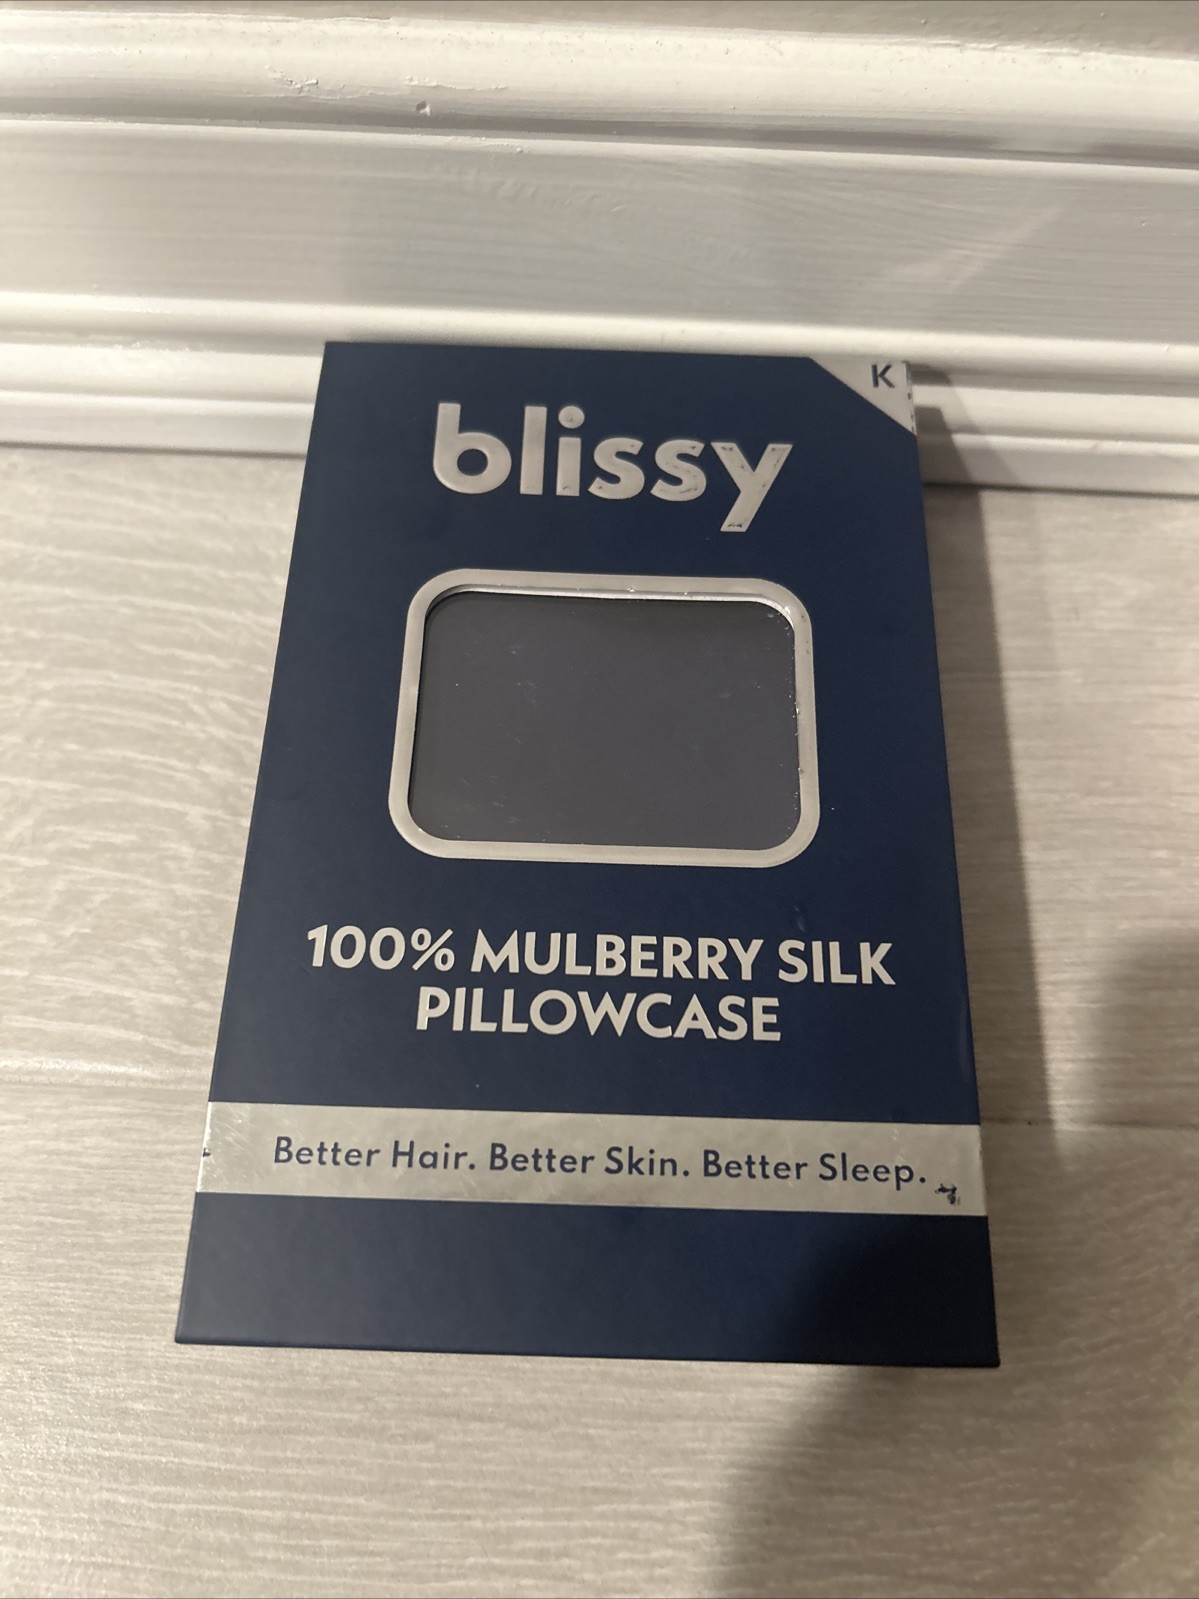 K
blissy
100% MULBERRY SILK
PILLOWCASE
Better Hair. Better Skin. Better Sleep.